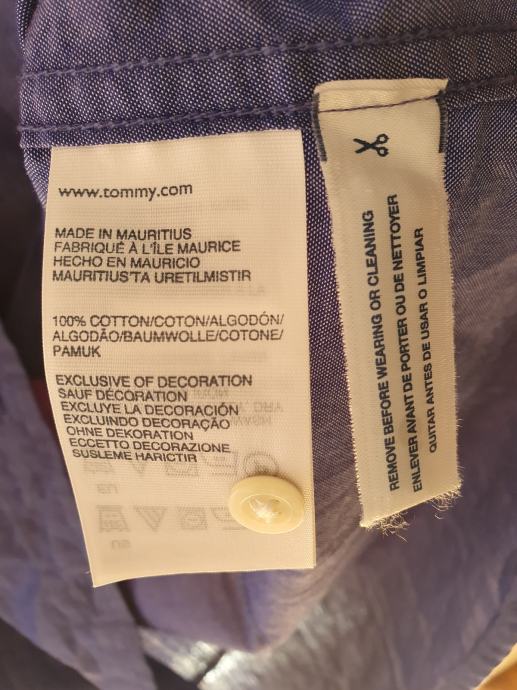 www.tommy.com
MADE IN MAURITIUS
FABRIQUÉ À L'ÎLE MAURICE
HECHO EN MAURICIO
MAURITIUS'TA URETILMISTIR
100% COTTON/COTON/ALGODÓN/
ALGODÃO/BAUMWOLLE/COTONE/
PAMUK
EXCLUSIVE OF DECORATION
SAUF DÉCORATION
EXCLUYE LA DECORACIÓN
EXCLUINDO DECORAÇÃO
OHNE DEKORATION
ECCETTO DECORAZIONE
SUSLEME HARICTIR
REMOVE BEFORE WEARING OR CLEANING
ENLEVER AVANT DE PORTER OU DE NETTOYER
QUITAR ANTES DE USAR O LIMPIAR